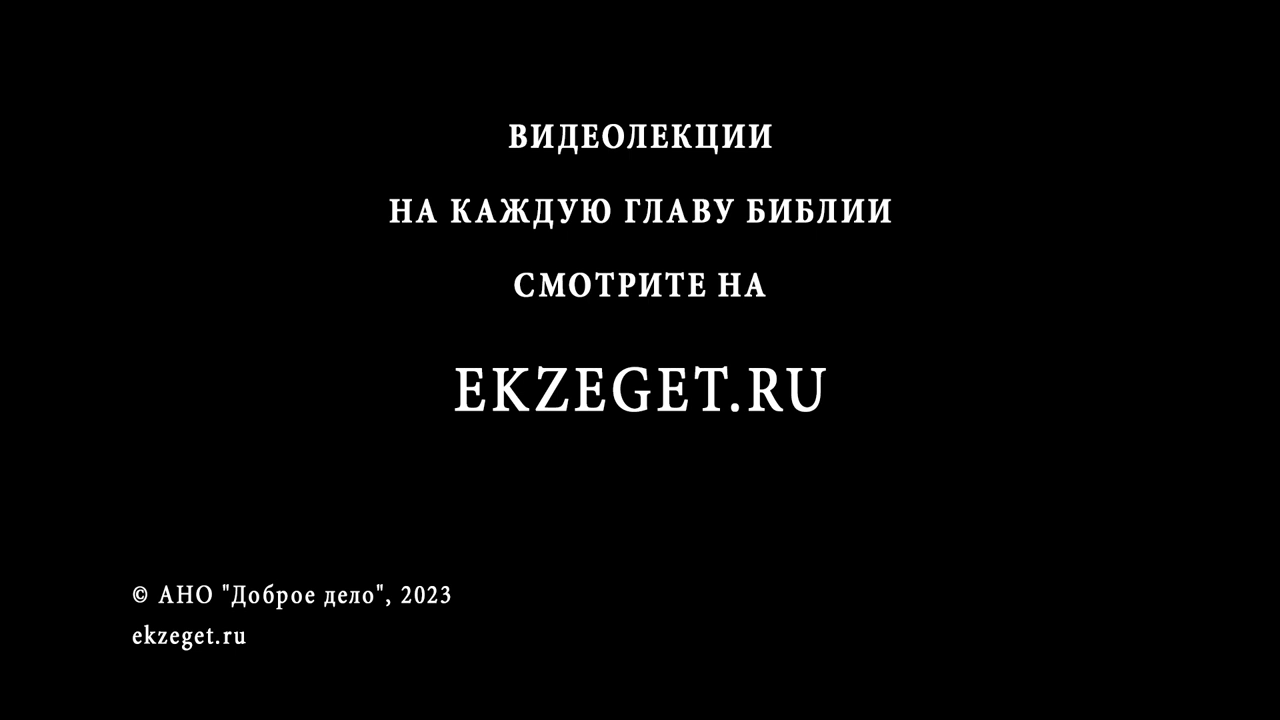 ВИДЕОЛЕКЦИИ
НА КАЖДУЮ ГЛАВУ БИБЛИИ
СМОТРИТЕ НА
EKZEGET.RU
© АНО "Доброе дело", 2023
ekzeget.ru